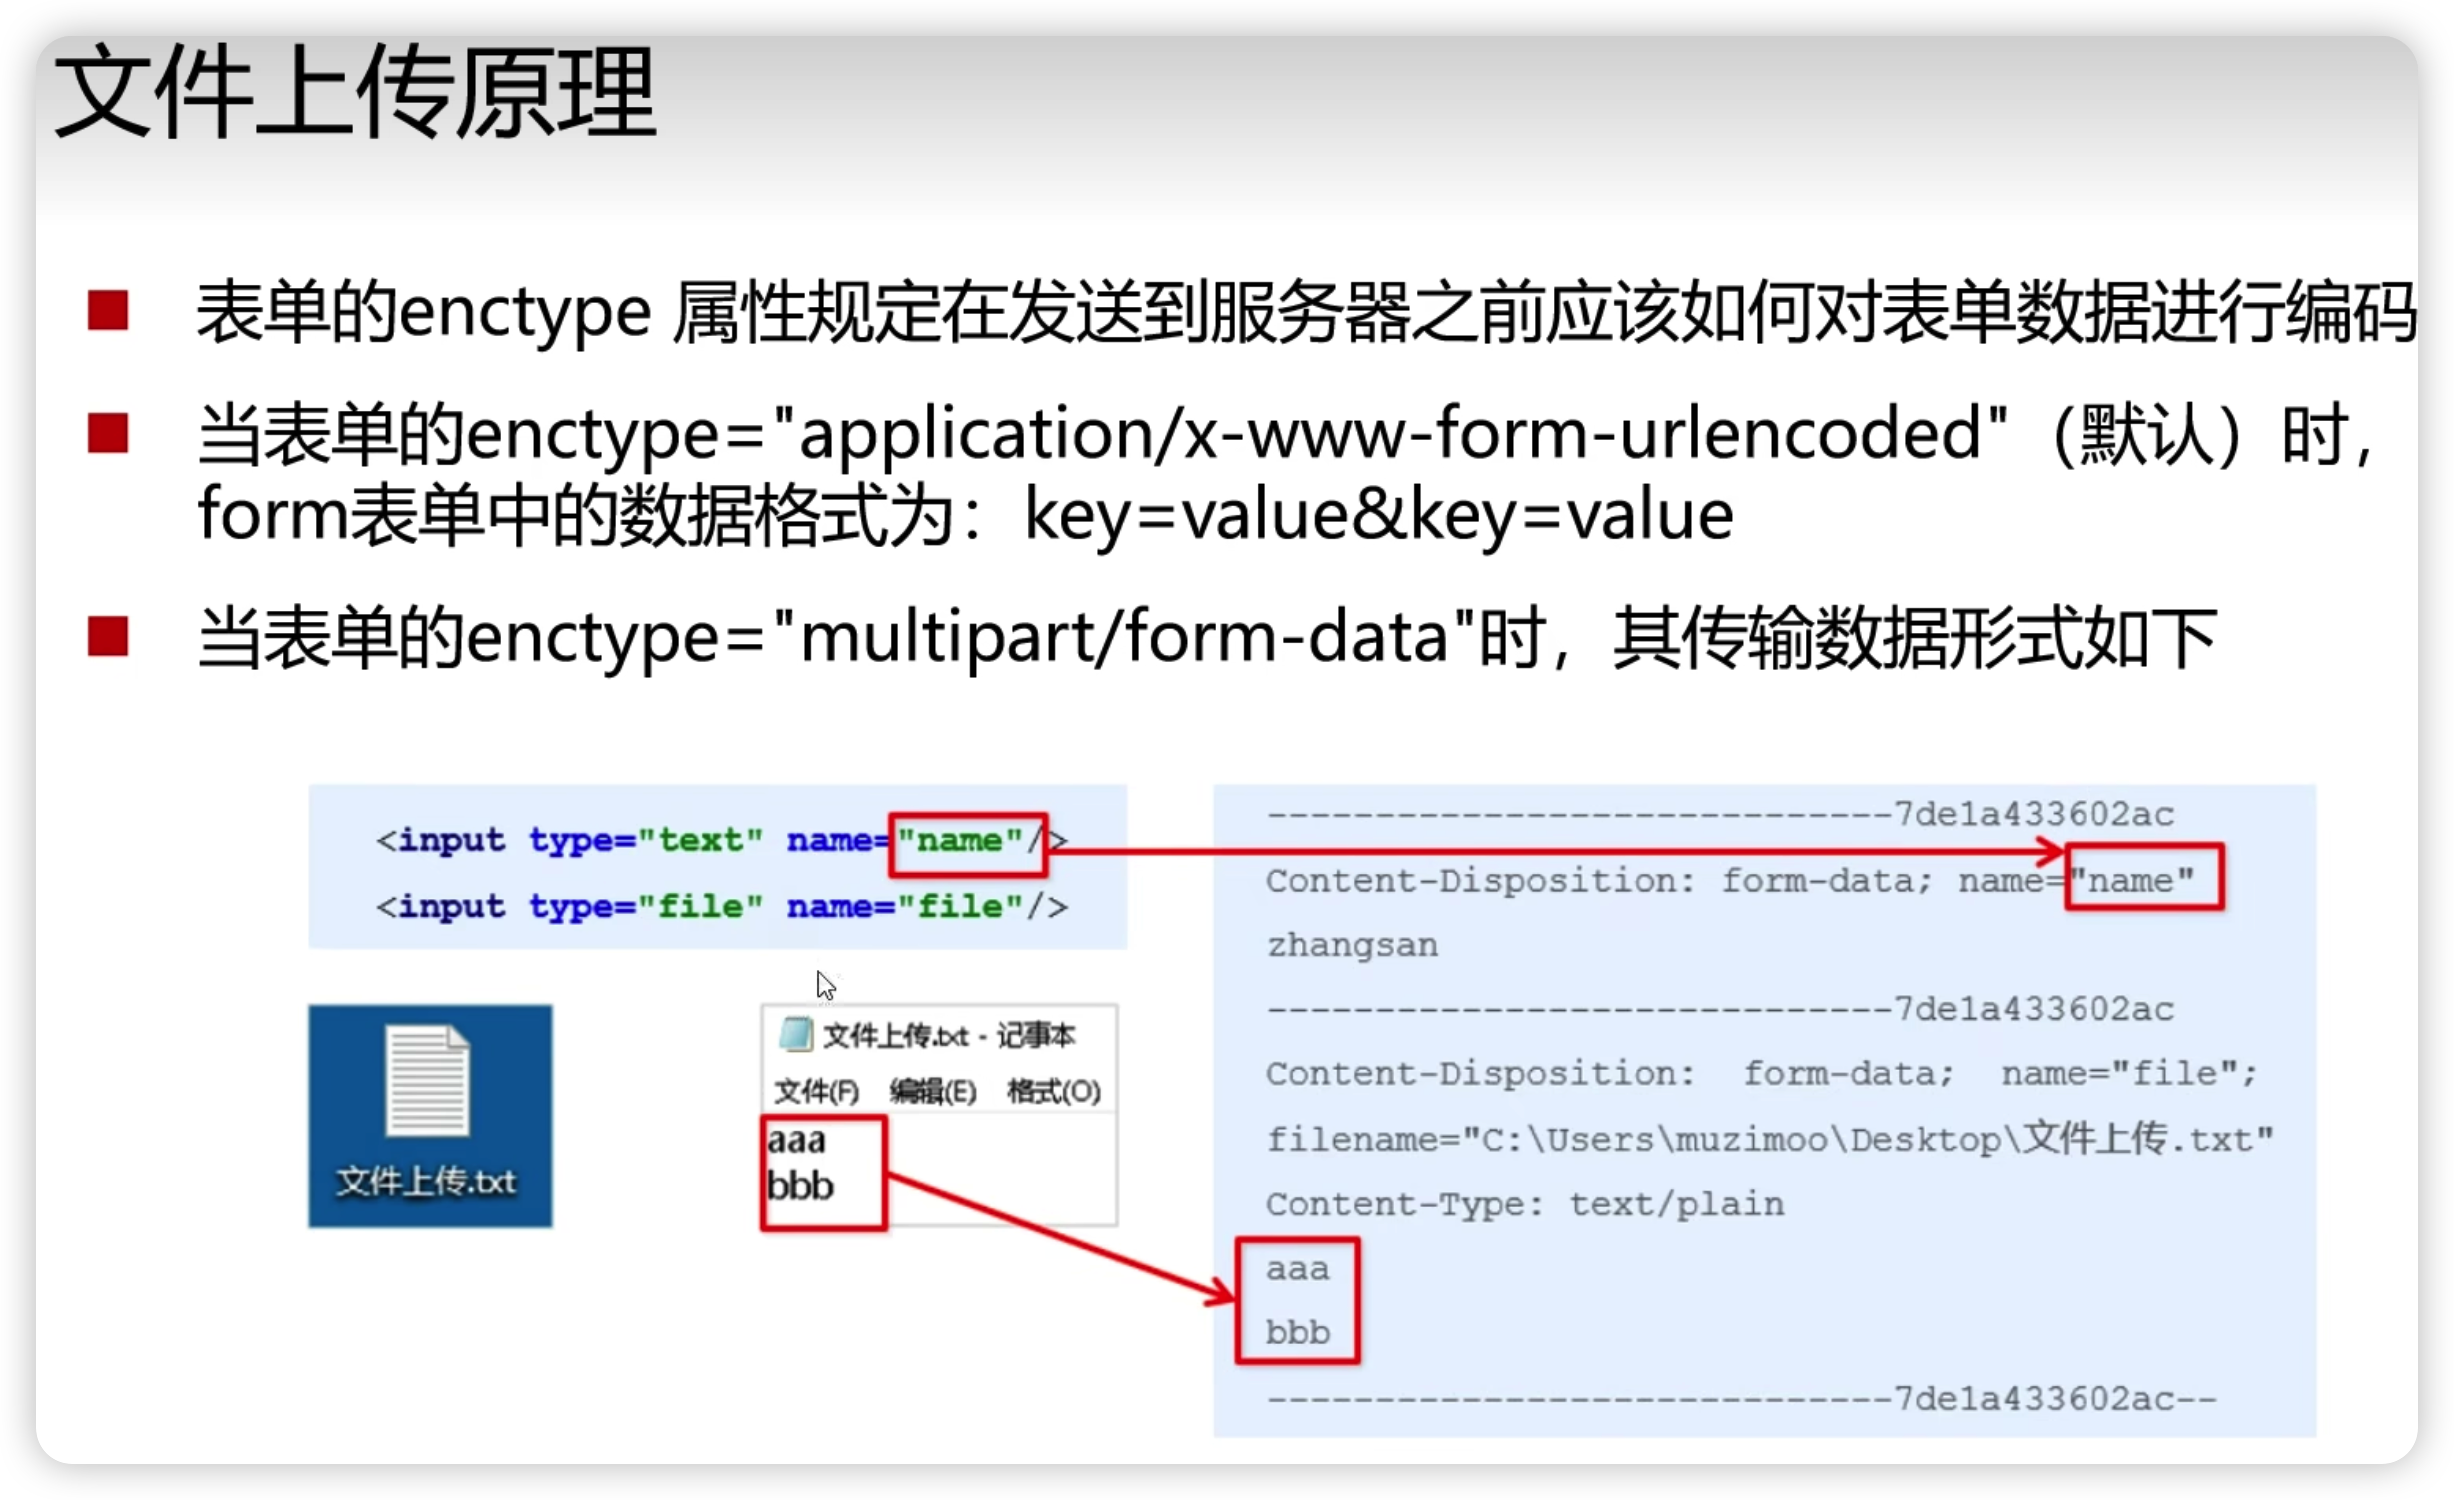 文件上传原理
表单的enctype 属性规定在发送到服务器之前应该如何对表单数据进行编码
当表单的enctype="application/x-www-form-urlencoded"（默认）时，
form表单中的数据格式为：key=value&key=value
当表单的enctype="multipart/form-data"时，其传输数据形式如下
<input type="text" name="name"/>
<input type="file" name="file"/>
文件上传.txt
文件上传.txt - 记事本
文件(F) 编辑(E) 格式(O)
aaa
bbb
-----------------------------7de1a433602ac
Content-Disposition: form-data; name="name"
zhangsan
-----------------------------7de1a433602ac
Content-Disposition: form-data; name="file";
filename="C:\Users\muzimoo\Desktop\文件上传.txt"
Content-Type: text/plain
aaa
bbb
-----------------------------7de1a433602ac--